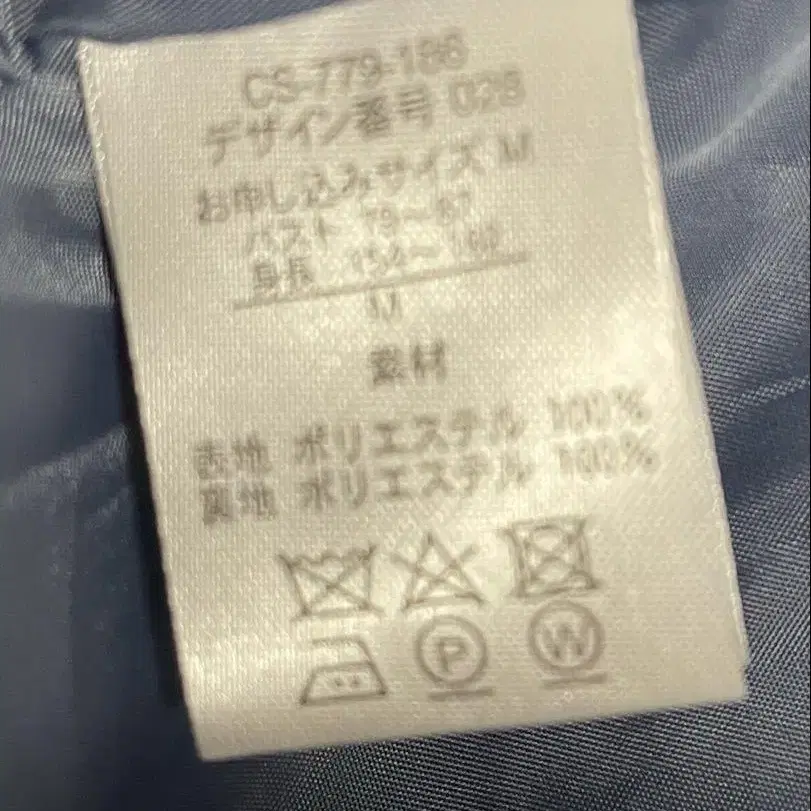 CS-779-186
デザイン番号 028
お申し込みサイズ M
バスト 79～87
身長 154～162
M
素材
表地 ポリエステル 100%
裏地 ポリエステル 100%
P
W